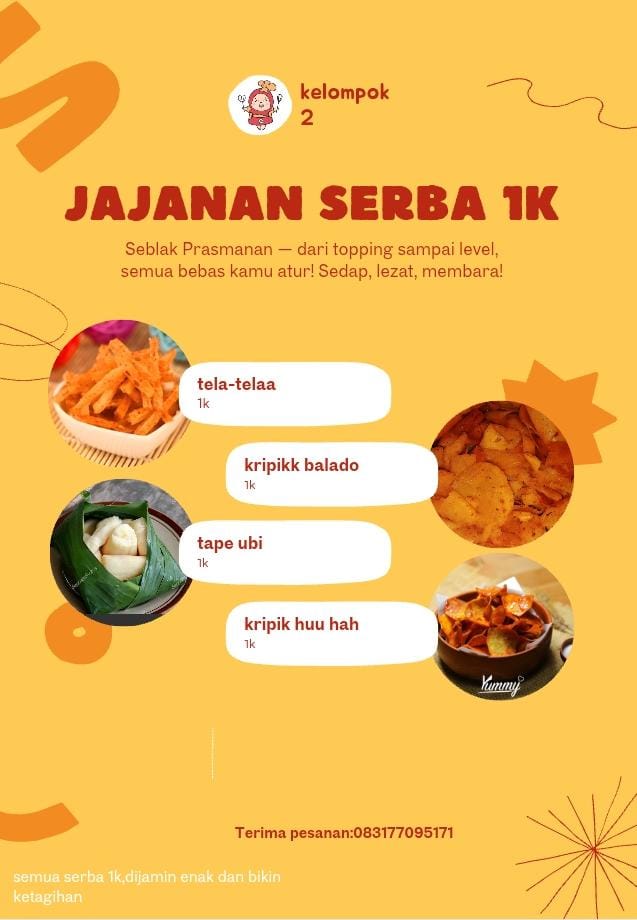 kelompok
2
JAJANAN SERBA 1K
Seblak Prasmanan — dari topping sampai level,
semua bebas kamu atur! Sedap, lezat, membara!
tela-telaa
1k
kripikk balado
1k
tape ubi
1k
kripik huu hah
1k
Yummy
Terima pesanan:083177095171
semua serba 1k,dijamin enak dan bikin
ketagihan